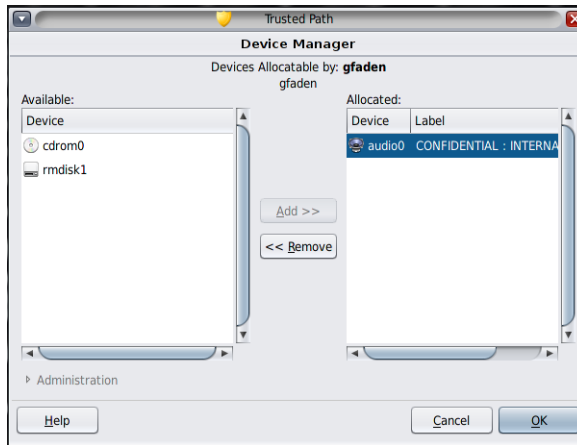 Trusted Path
Device Manager
Devices Allocatable by: gfaden
gfaden
Available:
Device
cdrom0
rmdisk1
Add >>
<< Remove
Allocated:
Device Label
audio0 CONFIDENTIAL : INTERNA
Administration
Help
Cancel
OK